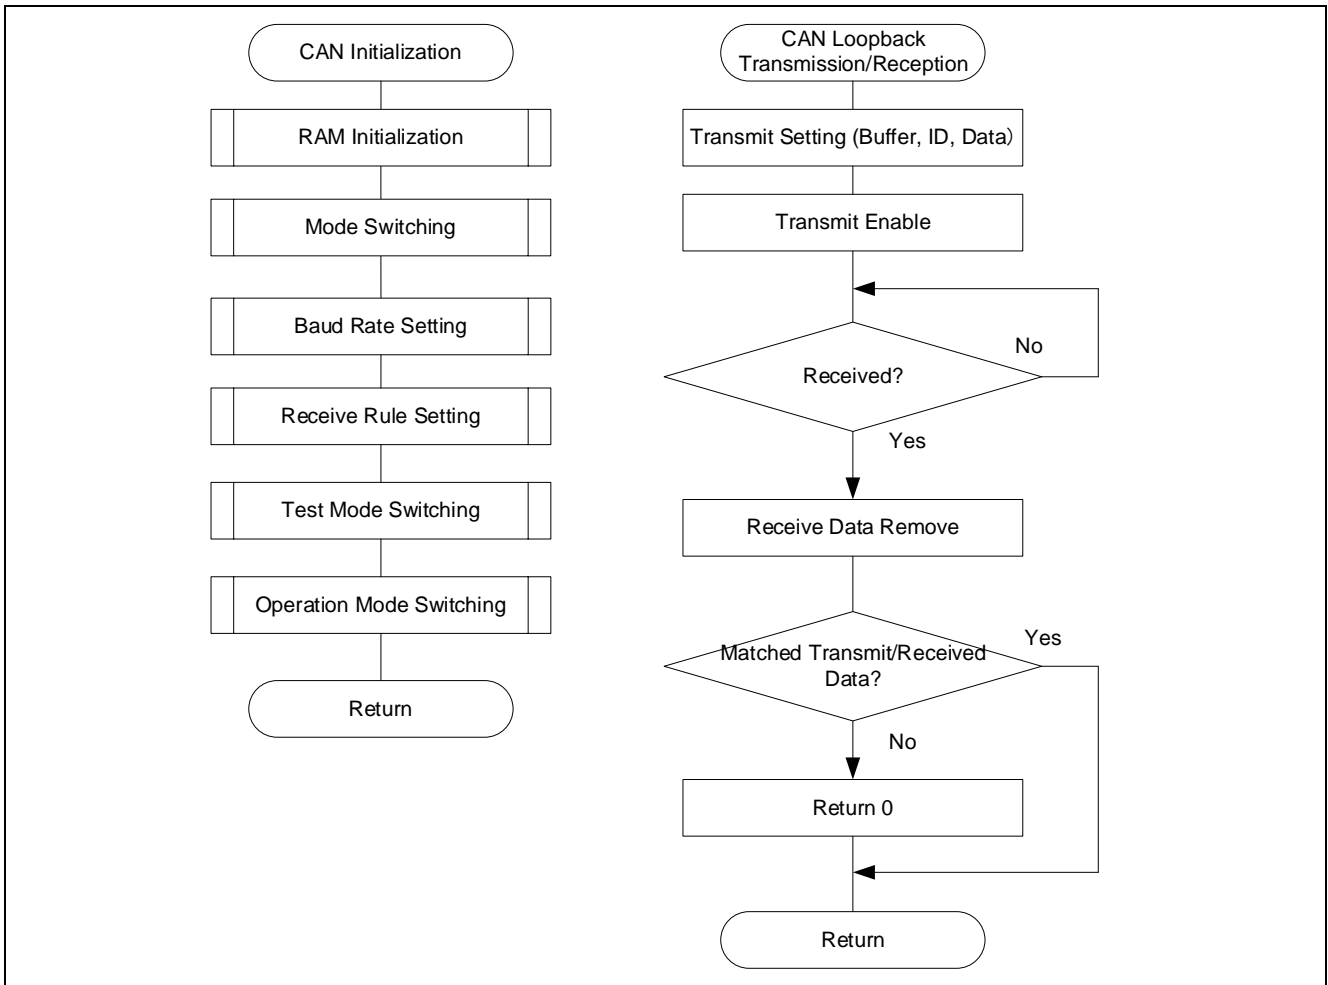 CAN Initialization
RAM Initialization
Mode Switching
Baud Rate Setting
Receive Rule Setting
Test Mode Switching
Operation Mode Switching
Return
CAN Loopback
Transmission/Reception
Transmit Setting (Buffer, ID, Data）
Transmit Enable
No
Received?
Yes
Receive Data Remove
Yes
Matched Transmit/Received
Data?
No
Return 0
Return